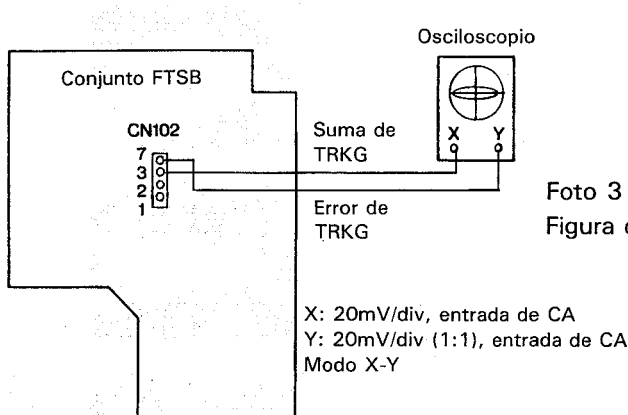 Osciloscopio
Conjunto FTSB
CN102
7
3
2
1
Suma de
TRKG
X Y
Error de
TRKG
Foto 3
Figura
X: 20mV/div, entrada de CA
Y: 20mV/div (1:1), entrada de CA
Modo X-Y